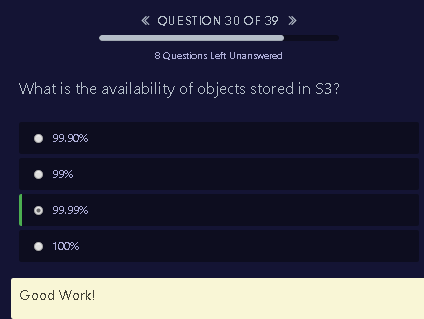 « QUESTION 30 OF 39 »
8 Questions Left Unanswered
What is the availability of objects stored in S3?
99.90%
99%
99.99%
100%
Good Work!